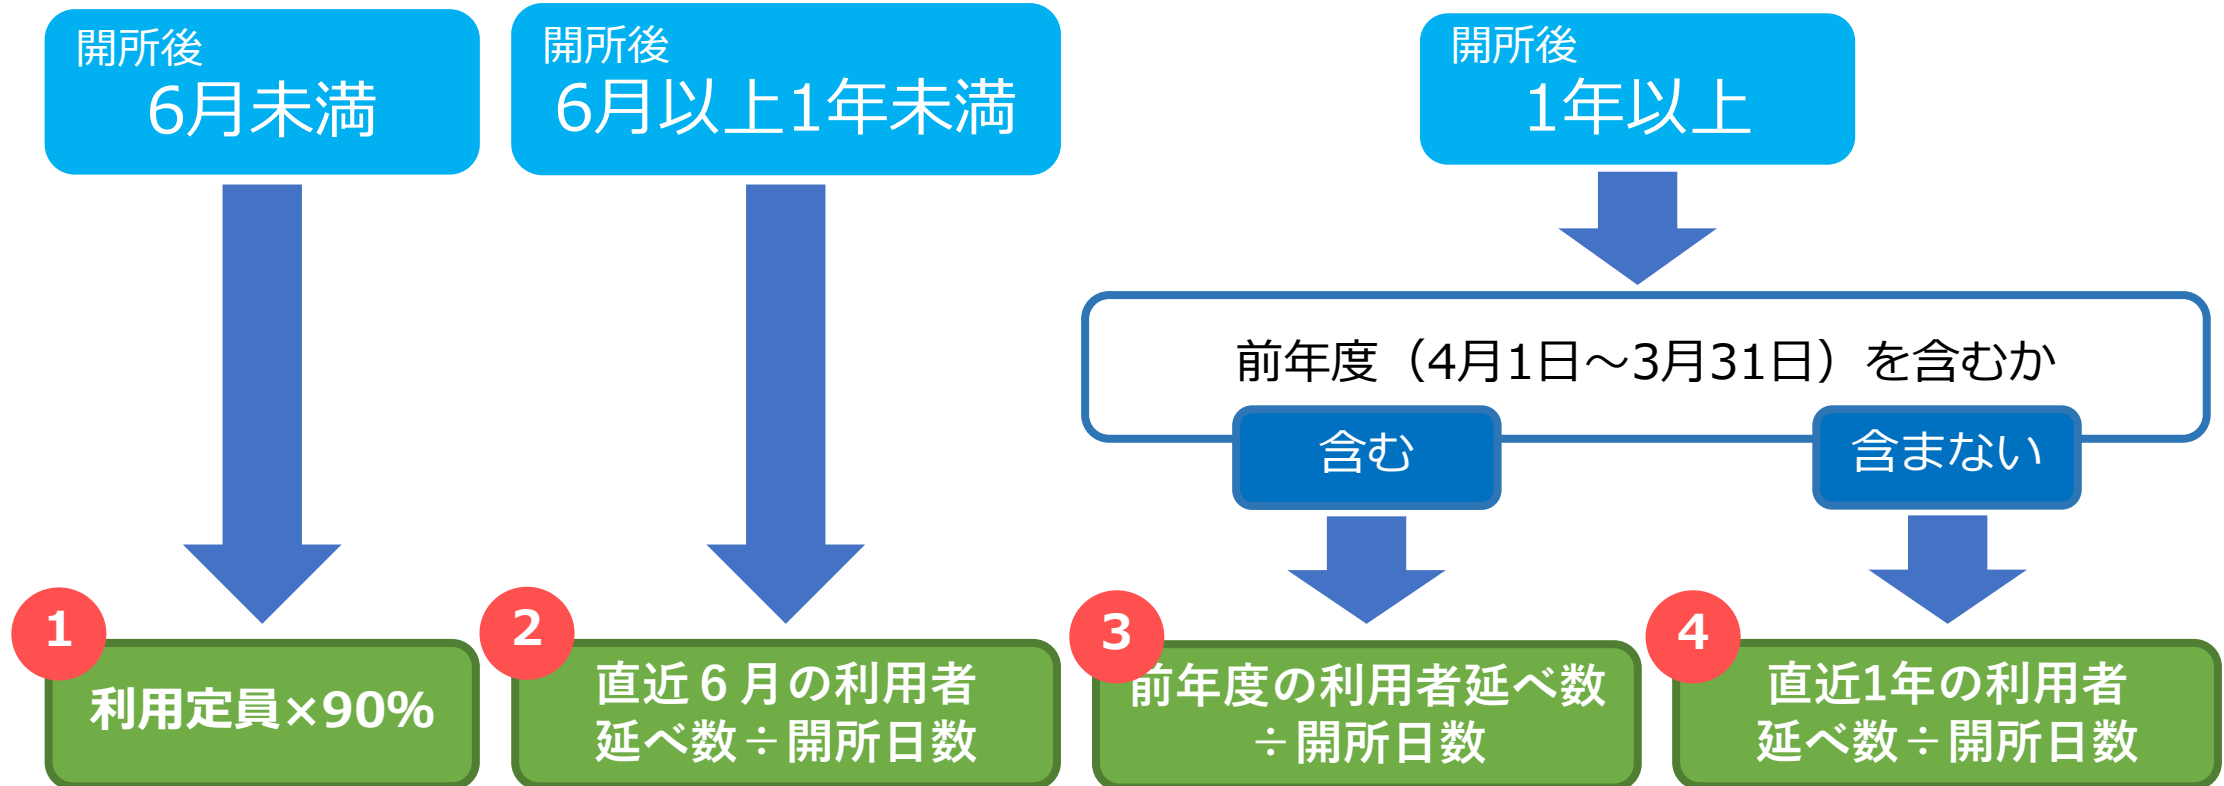 開所後
6月未満
開所後
6月以上1年未満
開所後
1年以上
前年度（4月1日～3月31日）を含むか
含む
含まない
1
利用定員×90%
2
直近６月の利用者
延べ数÷開所日数
3
前年度の利用者延べ数
÷開所日数
4
直近1年の利用者
延べ数÷開所日数